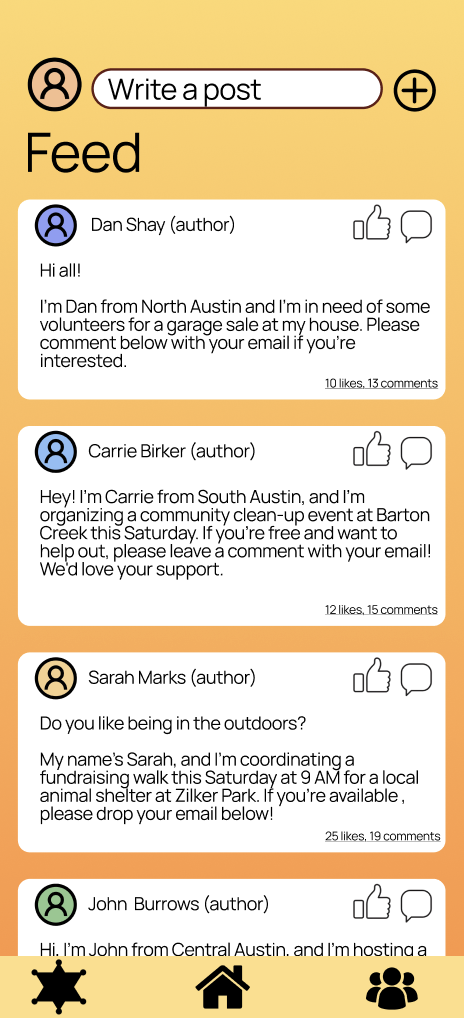 Write a post
Feed
Dan Shay (author)
Hi all!
I'm Dan from North Austin and I'm in need of some
volunteers for a garage sale at my house. Please
comment below with your email if you're
interested.
10 likes, 13 comments
Carrie Birker (author)
Hey! I'm Carrie from South Austin, and I'm
organizing a community clean-up event at Barton
Creek this Saturday. If you're free and want to
help out, please leave a comment with your email!
We'd love your support.
12 likes, 15 comments
Sarah Marks (author)
Do you like being in the outdoors?
My name's Sarah, and I'm coordinating a
fundraising walk this Saturday at 9 AM for a local
animal shelter at Zilker Park. If you're available ,
please drop your email below!
25 likes, 19 comments
John Burrows (author)
Hi, I'm John from Central Austin, and I'm hosting a